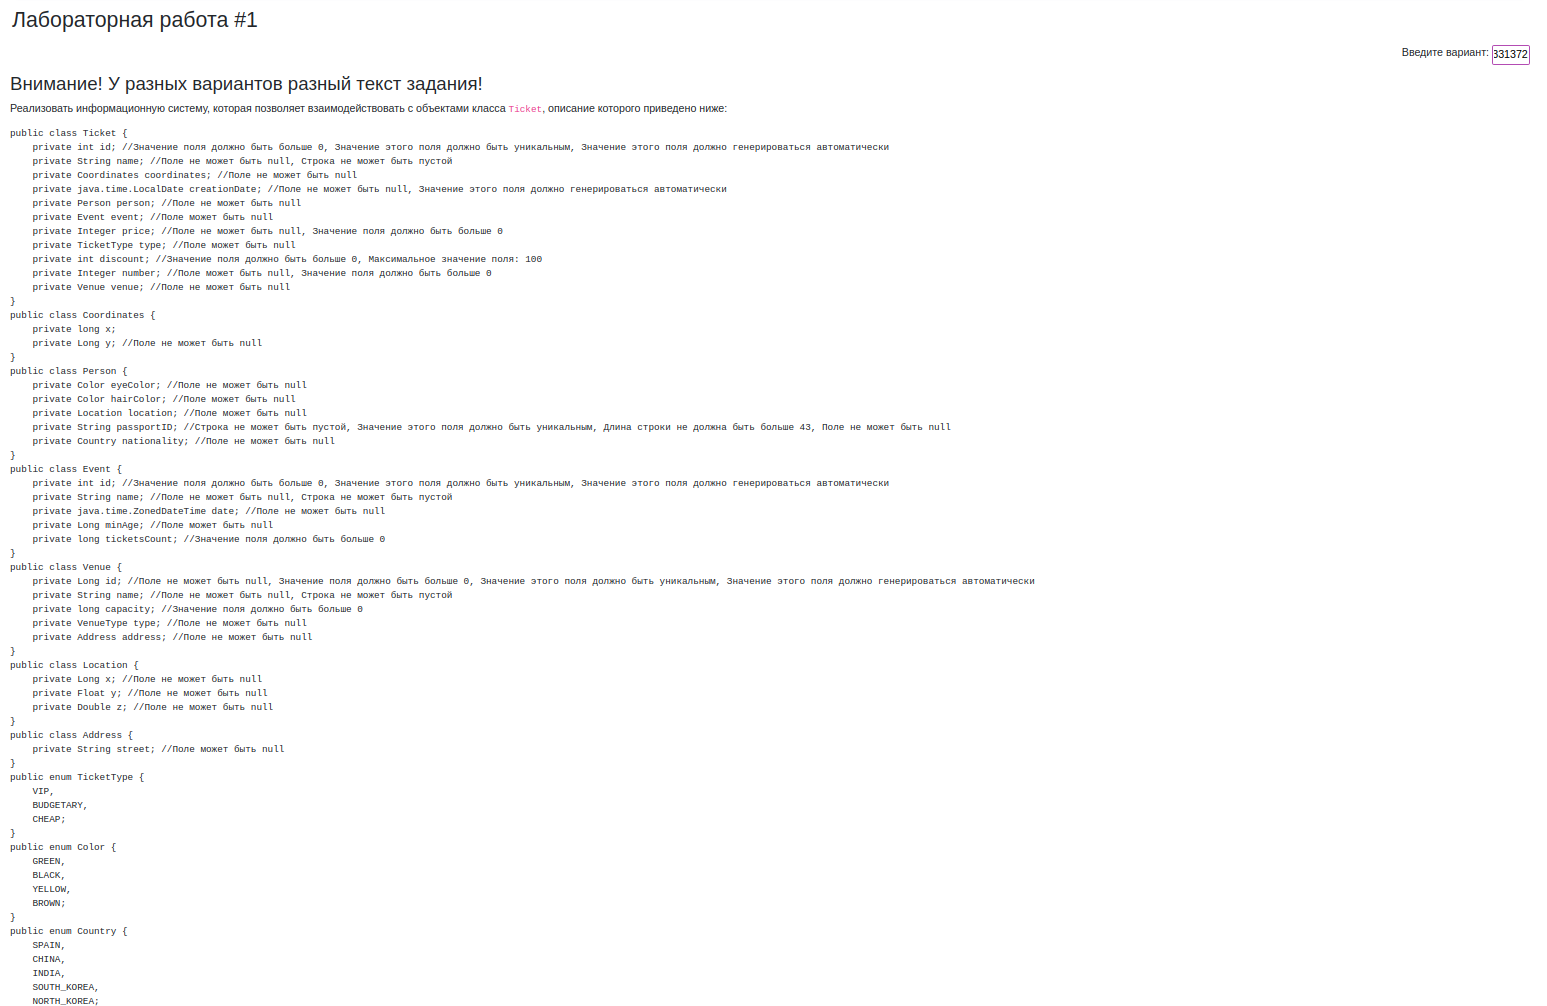 Лабораторная работа #1
Введите вариант: 331372
Внимание! У разных вариантов разный текст задания!
Реализовать информационную систему, которая позволяет взаимодействовать с объектами класса Ticket, описание которого приведено ниже:
public class Ticket {
    private int id; //Значение поля должно быть больше 0, Значение этого поля должно быть уникальным, Значение этого поля должно генерироваться автоматически
    private String name; //Поле не может быть null, Строка не может быть пустой
    private Coordinates coordinates; //Поле не может быть null
    private java.time.LocalDate creationDate; //Поле не может быть null, Значение этого поля должно генерироваться автоматически
    private Person person; //Поле не может быть null
    private Event event; //Поле может быть null
    private Integer price; //Поле не может быть null, Значение поля должно быть больше 0
    private TicketType type; //Поле может быть null
    private int discount; //Значение поля должно быть больше 0, Максимальное значение поля: 100
    private Integer number; //Поле может быть null, Значение поля должно быть больше 0
    private Venue venue; //Поле не может быть null
}
public class Coordinates {
    private long x;
    private Long y; //Поле не может быть null
}
public class Person {
    private Color eyeColor; //Поле не может быть null
    private Color hairColor; //Поле может быть null
    private Location location; //Поле может быть null
    private String passportID; //Строка не может быть пустой, Значение этого поля должно быть уникальным, Длина строки не должна быть больше 43, Поле не может быть null
    private Country nationality; //Поле не может быть null
}
public class Event {
    private int id; //Значение поля должно быть больше 0, Значение этого поля должно быть уникальным, Значение этого поля должно генерироваться автоматически
    private String name; //Поле не может быть null, Строка не может быть пустой
    private java.time.ZonedDateTime date; //Поле не может быть null
    private Long minAge; //Поле может быть null
    private long ticketsCount; //Значение поля должно быть больше 0
}
public class Venue {
    private Long id; //Поле не может быть null, Значение поля должно быть больше 0, Значение этого поля должно быть уникальным, Значение этого поля должно генерироваться автоматически
    private String name; //Поле не может быть null, Строка не может быть пустой
    private long capacity; //Значение поля должно быть больше 0
    private VenueType type; //Поле не может быть null
    private Address address; //Поле не может быть null
}
public class Location {
    private Long x; //Поле не может быть null
    private Float y; //Поле не может быть null
    private Double z; //Поле не может быть null
}
public class Address {
    private String street; //Поле может быть null
}
public enum TicketType {
    VIP,
    BUDGETARY,
    CHEAP;
}
public enum Color {
    GREEN,
    BLACK,
    YELLOW,
    BROWN;
}
public enum Country {
    SPAIN,
    CHINA,
    INDIA,
    SOUTH_KOREA,
    NORTH_KOREA;